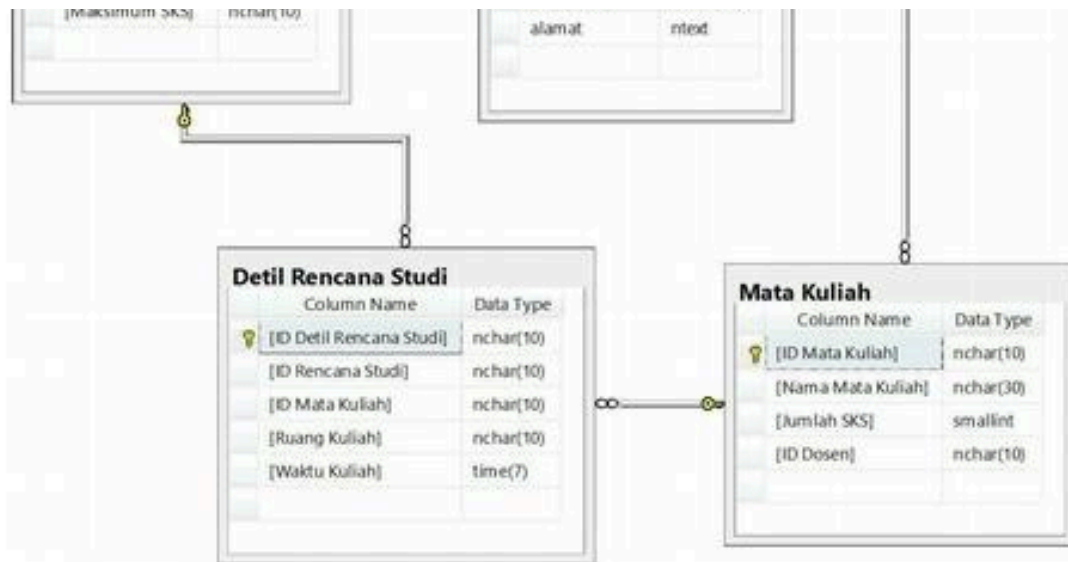 [Maksimum SKS] nchar(10)
alamat ntext
Detil Rencana Studi
Column Name Data Type
[ID Detil Rencana Studi] nchar(10)
[ID Rencana Studi] nchar(10)
[ID Mata Kuliah] nchar(10)
[Ruang Kuliah] nchar(10)
[Waktu Kuliah] time(7)
Mata Kuliah
Column Name Data Type
[ID Mata Kuliah] nchar(10)
[Nama Mata Kuliah] nchar(30)
[Jumlah SKS] smallint
[ID Dosen] nchar(10)